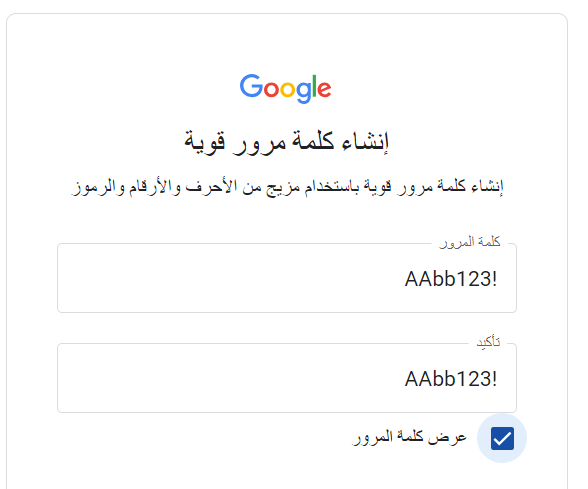 Google
إنشاء كلمة مرور قوية
إنشاء كلمة مرور قوية باستخدام مزيج من الأحرف والأرقام والرموز
كلمة المرور
AAbb123!
تأكيد
AAbb123!
عرض كلمة المرور